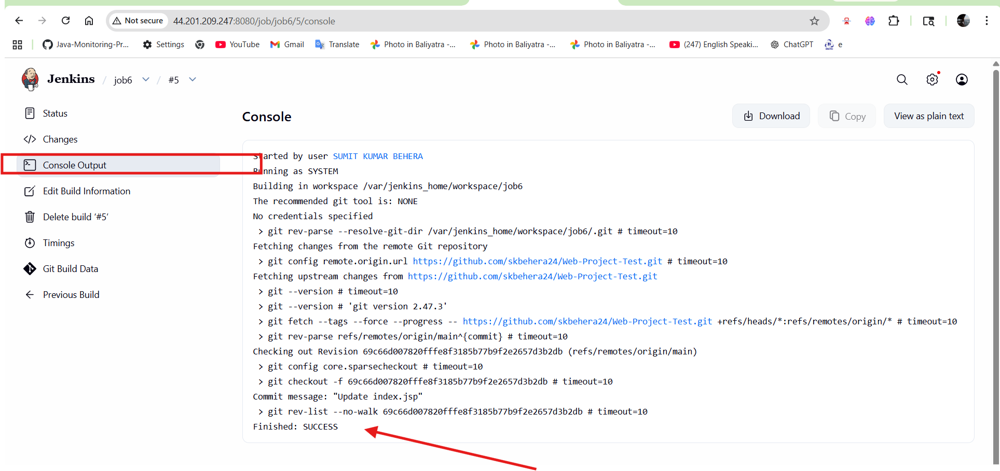 Not secure 44.201.209.247:8080/job/job6/5/console
Java-Monitoring-Pr... Settings YouTube Gmail Translate Photo in Baliyatra -... Photo in Baliyatra -... Photo in Baliyatra -... (247) English Speaki... ChatGPT e
Jenkins / job6 / #5
Status
Changes
Console Output
Edit Build Information
Delete build ‘#5’
Timings
Git Build Data
Previous Build
Console
Download Copy View as plain text
Started by user SUMIT KUMAR BEHERA
Running as SYSTEM
Building in workspace /var/jenkins_home/workspace/job6
The recommended git tool is: NONE
No credentials specified
> git rev-parse --resolve-git-dir /var/jenkins_home/workspace/job6/.git # timeout=10
Fetching changes from the remote Git repository
> git config remote.origin.url https://github.com/skbehera24/Web-Project-Test.git # timeout=10
Fetching upstream changes from https://github.com/skbehera24/Web-Project-Test.git
> git --version # timeout=10
> git --version # 'git version 2.47.3'
> git fetch --tags --force --progress -- https://github.com/skbehera24/Web-Project-Test.git +refs/heads/*:refs/remotes/origin/* # timeout=10
> git rev-parse refs/remotes/origin/main^{commit} # timeout=10
Checking out Revision 69c66d007820fffe8f3185b77b9f2e2657d3b2db (refs/remotes/origin/main)
> git config core.sparsecheckout # timeout=10
> git checkout -f 69c66d007820fffe8f3185b77b9f2e2657d3b2db # timeout=10
Commit message: "Update index.jsp"
> git rev-list --no-walk 69c66d007820fffe8f3185b77b9f2e2657d3b2db # timeout=10
Finished: SUCCESS